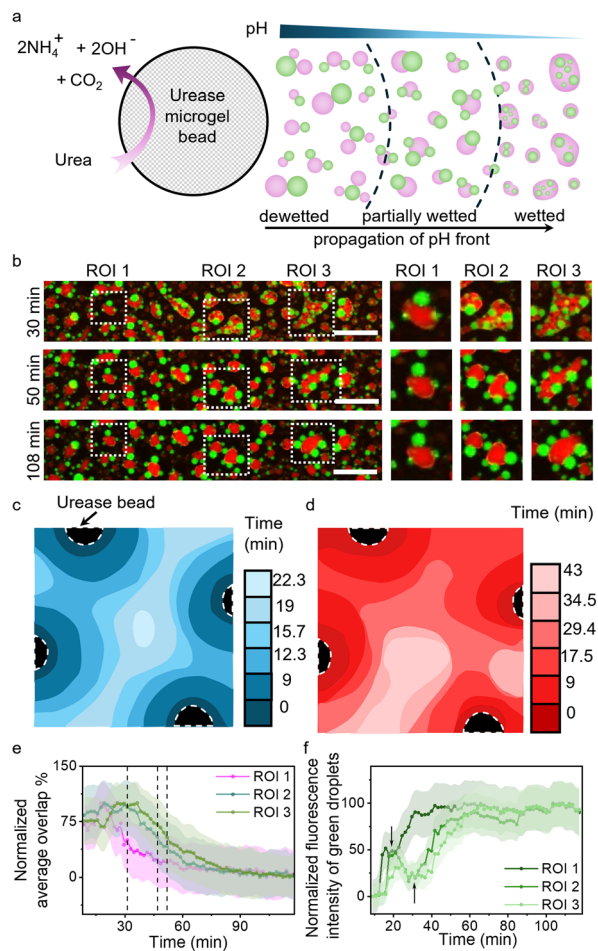 a
pH
2NH₄⁺ + 2OH⁻
+ CO₂
Urease
microgel
bead
Urea
dewetted partially wetted wetted
propagation of pH front
b
ROI 1 ROI 2 ROI 3 ROI 1 ROI 2 ROI 3
30 min
50 min
108 min
c
d
Urease bead
Time
(min)
22.3
19
15.7
12.3
9
0
Time (min)
43
34.5
29.4
17.5
9
0
e
Normalized
average overlap %
150
75
0
30 60 90
Time (min)
ROI 1
ROI 2
ROI 3
f
Normalized fluorescence
intensity of green droplets
150
100
50
0
20 40 60 80 100
Time (min)
ROI 1
ROI 2
ROI 3